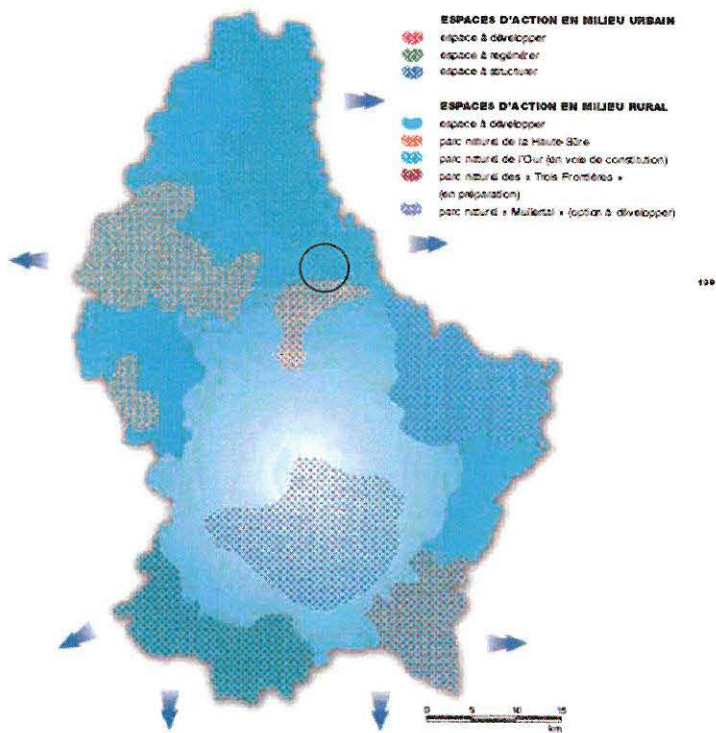 ESPACES D'ACTION EN MILIEU URBAIN
espace à développer
espace à regénérer
espace à structurer
ESPACES D'ACTION EN MILIEU RURAL
espace à développer
parc naturel de la Haute-Sûre
parc naturel de l'Our (en voie de constitution)
parc naturel des « Trois Frontières »
(en préparation)
parc naturel « Mullertal » (option à développer)
139
0 5 10 15
km